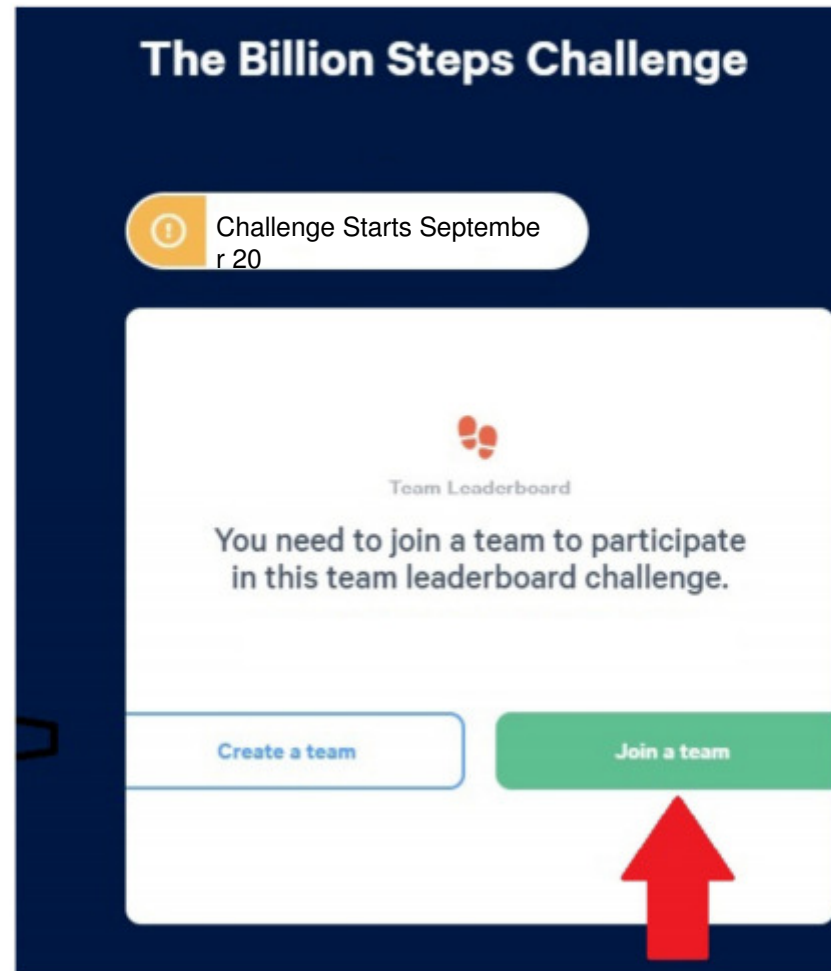 The Billion Steps Challenge
Challenge Starts Septembe
r 20
Team Leaderboard
You need to join a team to participate
in this team leaderboard challenge.
Create a team
Join a team